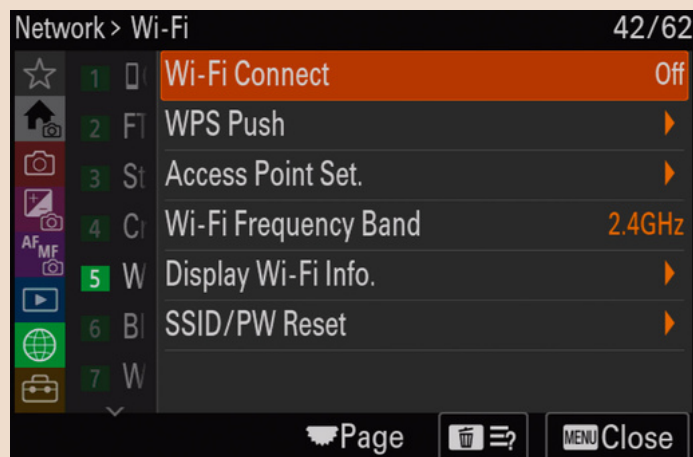 Network > Wi-Fi 42/62
1 Wi-Fi Connect Off
2 FT WPS Push
3 St Access Point Set.
4 Cr Wi-Fi Frequency Band 2.4GHz
AFMF
5 W Display Wi-Fi Info.
6 Bl SSID/PW Reset
7 W
Page ? MENU Close